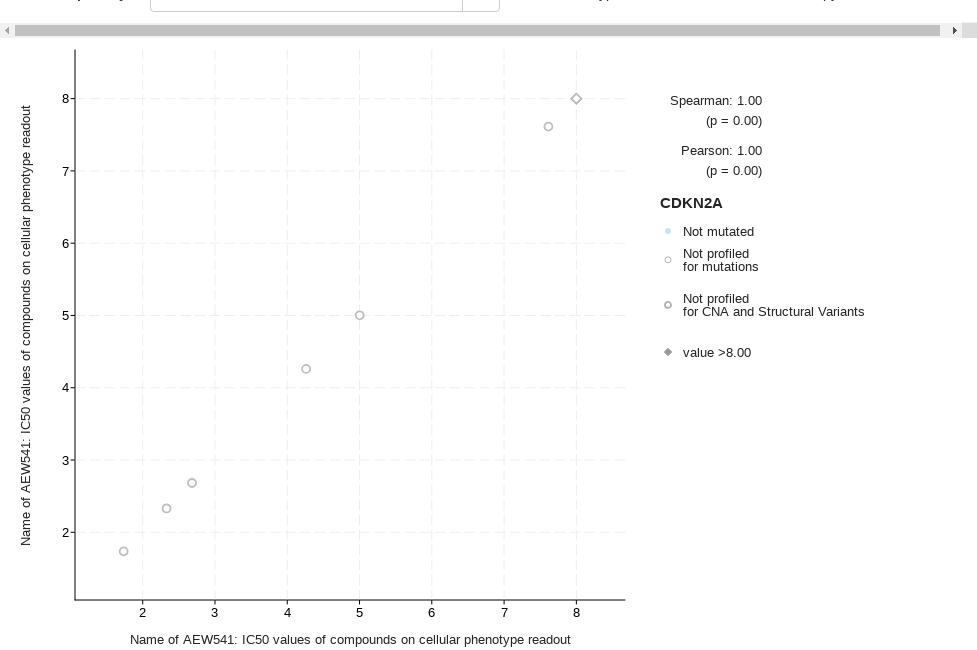 8
7
6
5
4
3
2
Name of AEW541: IC50 values of compounds on cellular phenotype readout
2 3 4 5 6 7 8
Name of AEW541: IC50 values of compounds on cellular phenotype readout
Spearman: 1.00
(p = 0.00)
Pearson: 1.00
(p = 0.00)
CDKN2A
Not mutated
Not profiled
for mutations
Not profiled
for CNA and Structural Variants
value >8.00